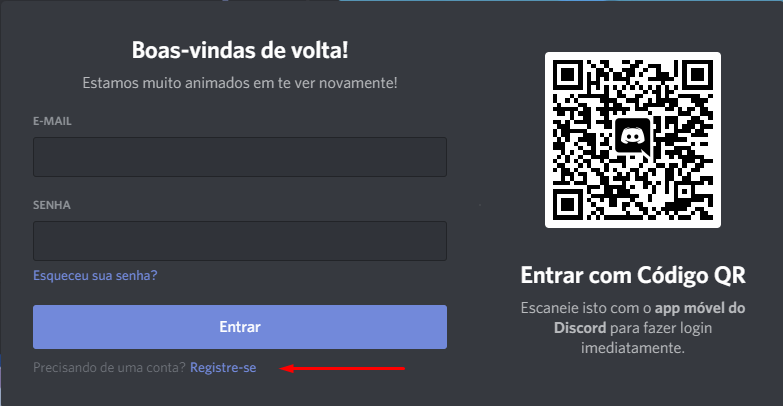 Boas-vindas de volta!
Estamos muito animados em te ver novamente!
E-MAIL
SENHA
Esqueceu sua senha?
Entrar
Precisando de uma conta? Registre-se
Entrar com Código QR
Escaneie isto com o app móvel do
Discord para fazer login
imediatamente.